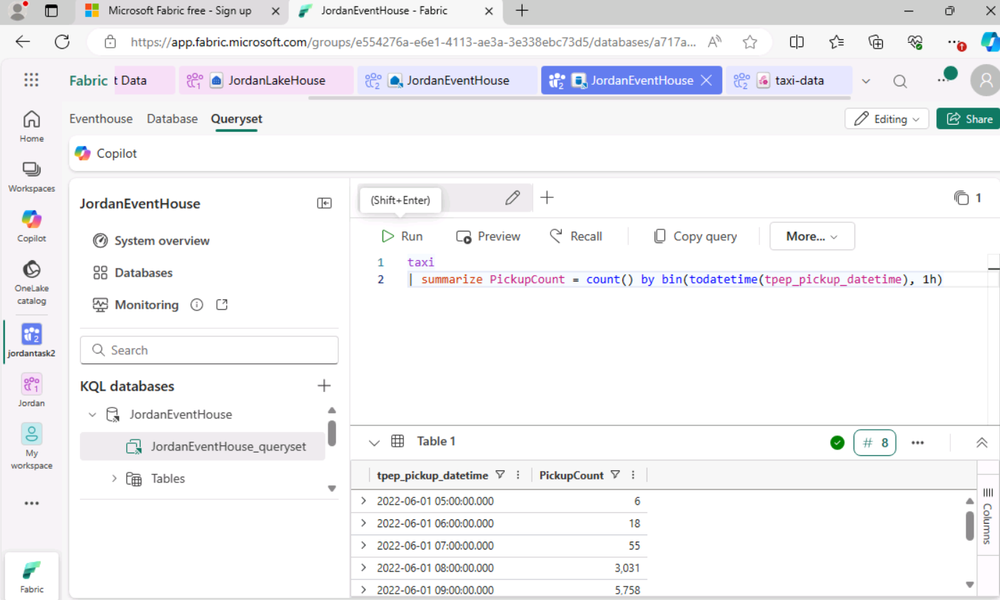 Microsoft Fabric free - Sign up
JordanEventHouse - Fabric
https://app.fabric.microsoft.com/groups/e554276a-e6e1-4113-ae3a-3e338ebc73d5/databases/a717a...
Fabric
t Data
1 JordanLakeHouse
2 JordanEventHouse
2 JordanEventHouse
2 taxi-data
Eventhouse Database Queryset
Editing
Share
Copilot
Home
Workspaces
Copilot
OneLake
catalog
2
jordantask2
1
Jordan
My
workspace
Fabric
JordanEventHouse
System overview
Databases
Monitoring
Search
KQL databases
JordanEventHouse
JordanEventHouse_queryset
Tables
(Shift+Enter)
1
Run Preview Recall Copy query More...
1 taxi
2 | summarize PickupCount = count() by bin(todatetime(tpep_pickup_datetime), 1h)
Table 1
# 8
tpep_pickup_datetime PickupCount
2022-06-01 05:00:00.000 6
2022-06-01 06:00:00.000 18
2022-06-01 07:00:00.000 55
2022-06-01 08:00:00.000 3,031
2022-06-01 09:00:00.000 5,758
Columns